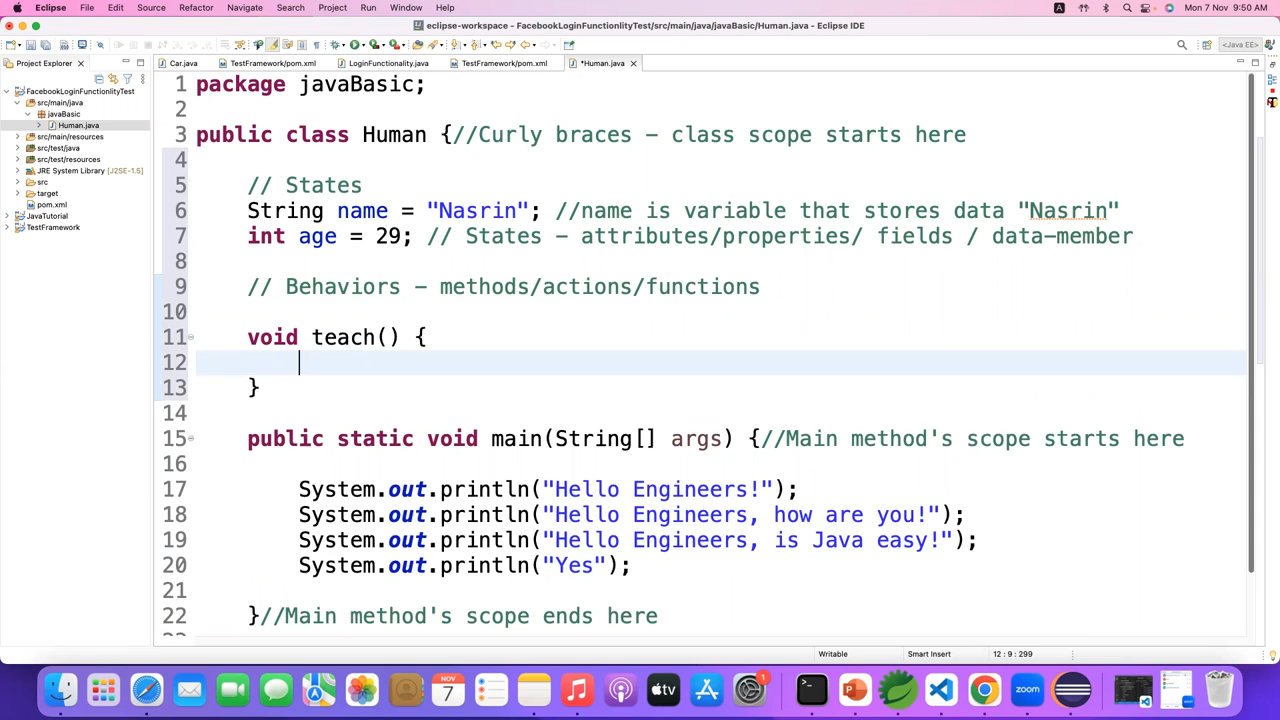 Eclipse File Edit Source Refactor Navigate Search Project Run Window Help Mon 7 Nov 9:50 AM
eclipse-workspace - FacebookLoginFunctionlityTest/src/main/java/javaBasic/Human.java - Eclipse IDE
<Java EE>
Project Explorer
Car.java TestFramework/pom.xml LoginFunctionality.java TestFramework/pom.xml *Human.java
FacebookLoginFunctionlityTest
src/main/java
javaBasic
Human.java
src/main/resources
src/test/java
src/test/resources
JRE System Library [J2SE-1.5]
src
target
pom.xml
JavaTutorial
TestFramework
1 package javaBasic;
2
3 public class Human {//Curly braces - class scope starts here
4
5 // States
6 String name = "Nasrin"; //name is variable that stores data "Nasrin"
7 int age = 29; // States - attributes/properties/ fields / data-member
8
9 // Behaviors - methods/actions/functions
10
11 void teach() {
12
13 }
14
15 public static void main(String[] args) {//Main method's scope starts here
16
17 System.out.println("Hello Engineers!");
18 System.out.println("Hello Engineers, how are you!");
19 System.out.println("Hello Engineers, is Java easy!");
20 System.out.println("Yes");
21
22 }//Main method's scope ends here
Writable Smart Insert 12 : 9 : 299
NOV
7
tv
1
zoom